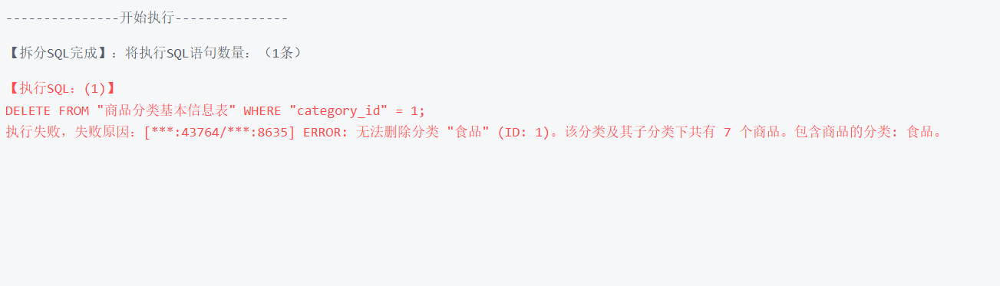 ---------------开始执行---------------
【拆分SQL完成】：将执行SQL语句数量：（1条）
【执行SQL：(1)】
DELETE FROM "商品分类基本信息表" WHERE "category_id" = 1;
执行失败，失败原因：[***:43764/***:8635] ERROR: 无法删除分类 "食品" (ID: 1)。该分类及其子分类下共有 7 个商品。包含商品的分类: 食品。